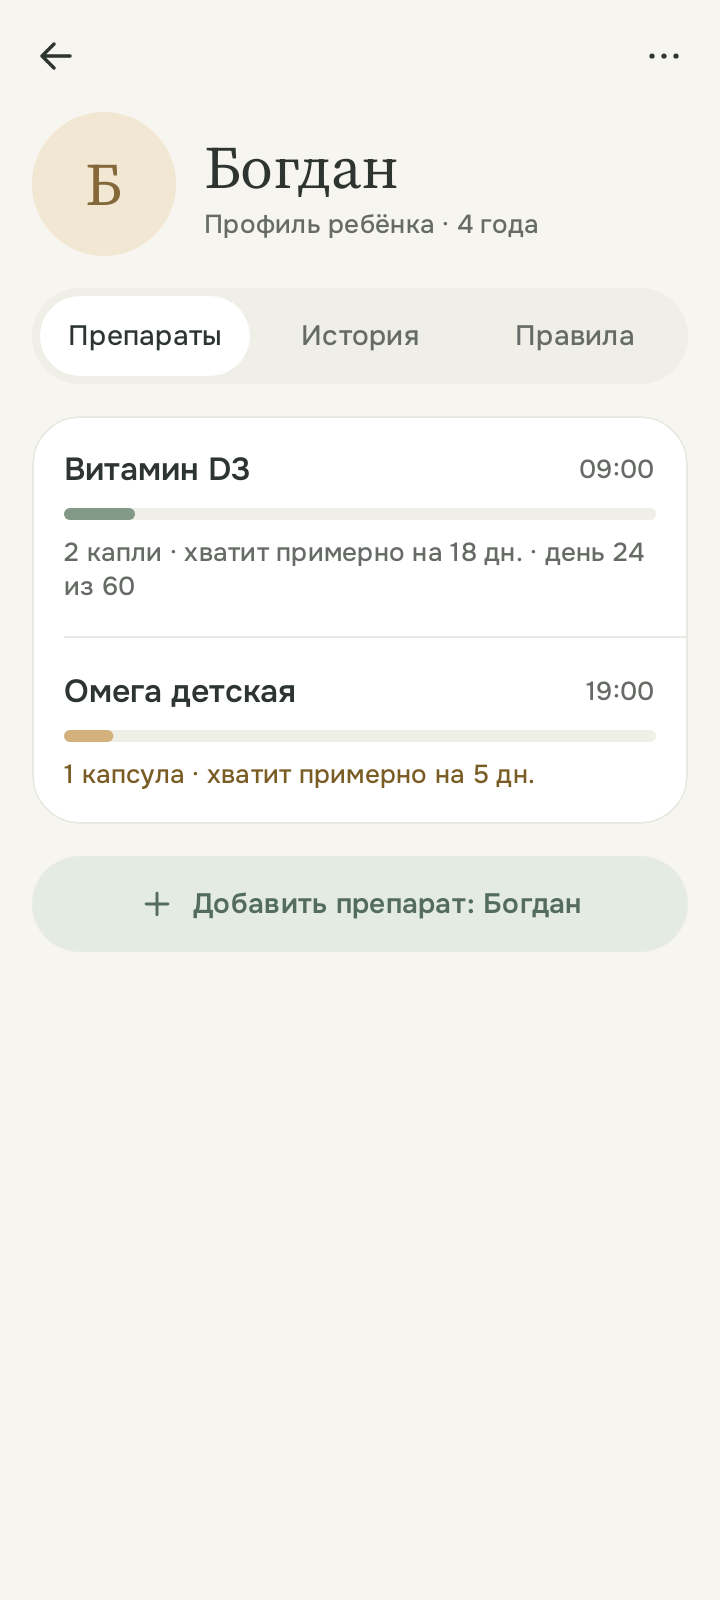 Б
Богдан
Профиль ребёнка · 4 года
Препараты
История
Правила
Витамин D3
09:00
2 капли · хватит примерно на 18 дн. · день 24
из 60
Омега детская
19:00
1 капсула · хватит примерно на 5 дн.
Добавить препарат: Богдан